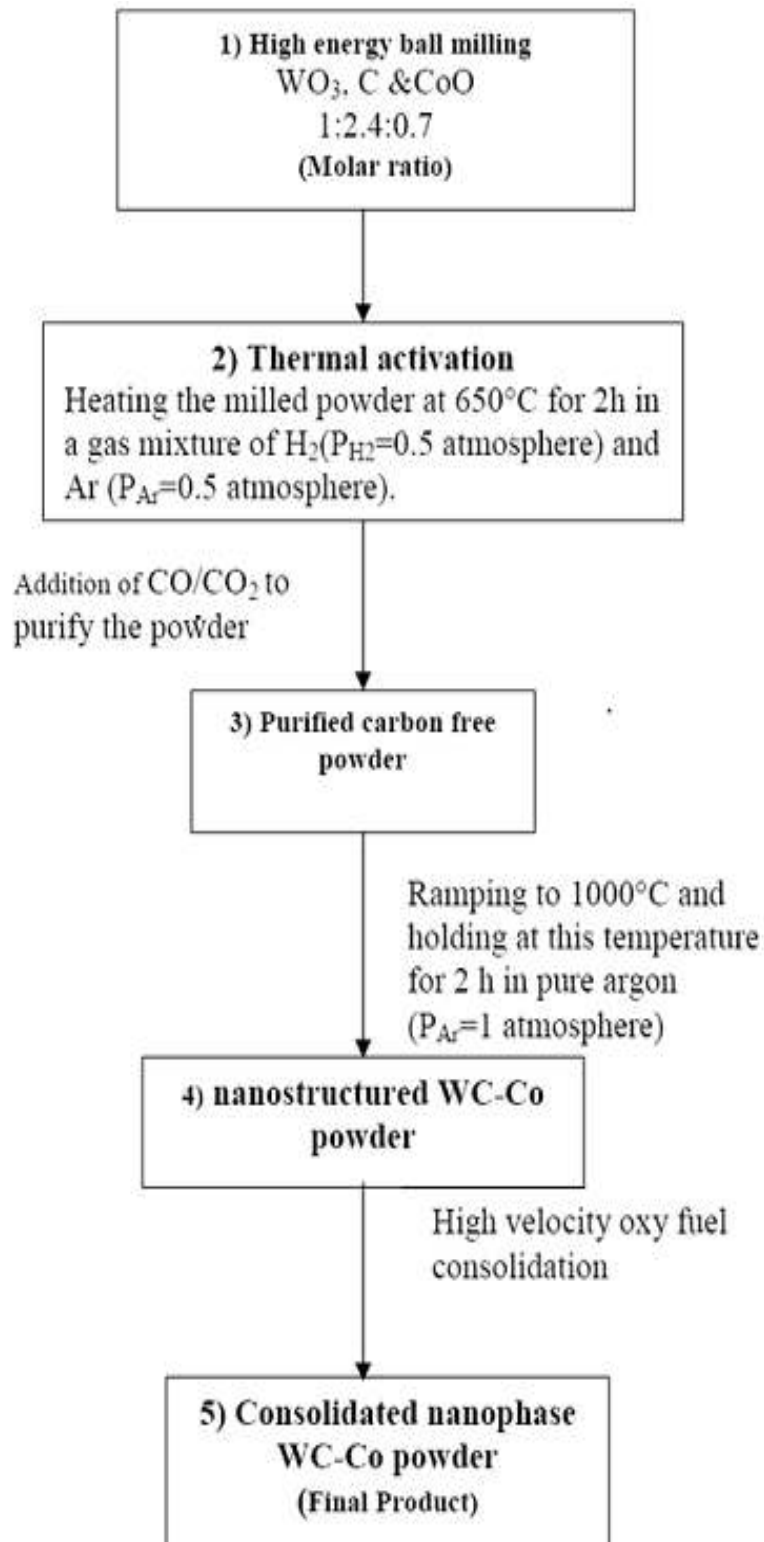 1) High energy ball milling
WO₃, C &CoO
1:2.4:0.7
(Molar ratio)
2) Thermal activation
Heating the milled powder at 650°C for 2h in
a gas mixture of H₂(P_H2=0.5 atmosphere) and
Ar (P_Ar=0.5 atmosphere).
Addition of CO/CO₂ to
purify the powder
3) Purified carbon free
powder
Ramping to 1000°C and
holding at this temperature
for 2 h in pure argon
(P_Ar=1 atmosphere)
4) nanostructured WC-Co
powder
High velocity oxy fuel
consolidation
5) Consolidated nanophase
WC-Co powder
(Final Product)